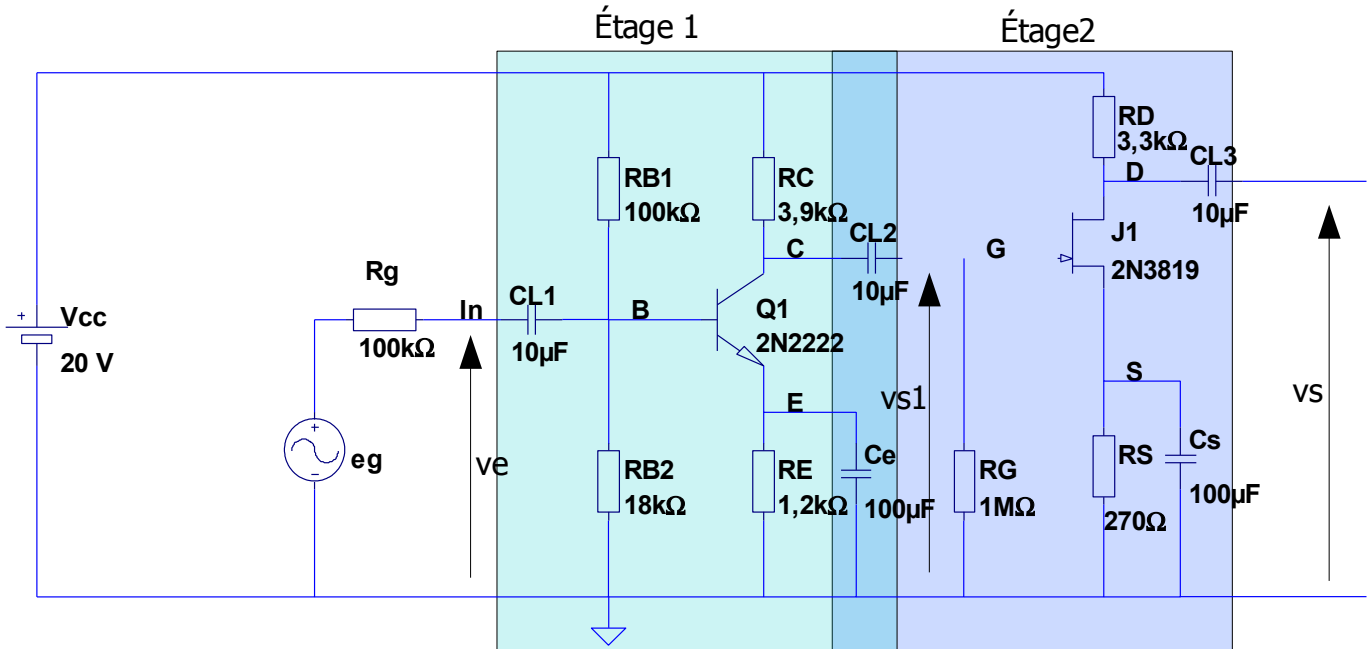 Étage 1
Étage2
RD
3,3kΩ
CL3
D
10µF
RB1
100kΩ
RC
3,9kΩ
CL2
C
10µF
G
J1
2N3819
Rg
100kΩ
In
CL1
10µF
B
Q1
2N2222
+
Vcc
20 V
S
E
vs1
vs
+
-
eg
ve
RB2
18kΩ
RE
1,2kΩ
Ce
100µF
RG
1MΩ
RS
270Ω
Cs
100µF